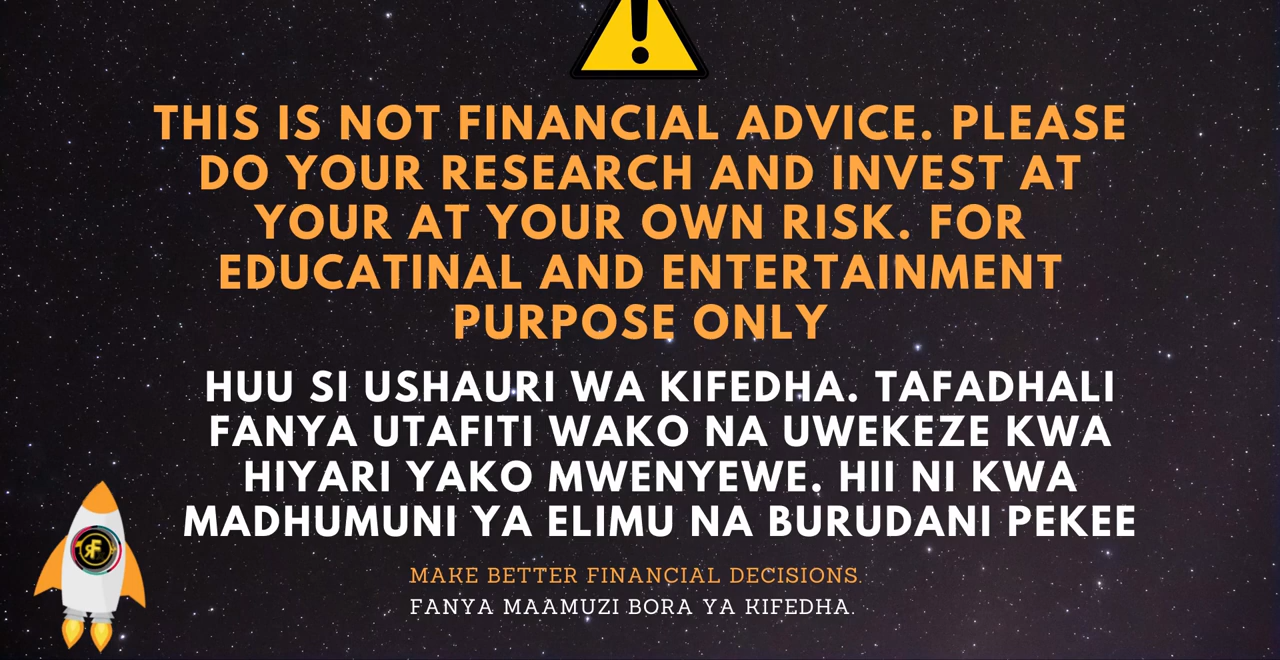 THIS IS NOT FINANCIAL ADVICE. PLEASE
DO YOUR RESEARCH AND INVEST AT
YOUR AT YOUR OWN RISK. FOR
EDUCATINAL AND ENTERTAINMENT
PURPOSE ONLY
HUU SI USHAURI WA KIFEDHA. TAFADHALI
FANYA UTAFITI WAKO NA UWEKEZE KWA
HIYARI YAKO MWENYEWE. HII NI KWA
MADHUMUNI YA ELIMU NA BURUDANI PEKEE
MAKE BETTER FINANCIAL DECISIONS.
FANYA MAAMUZI BORA YA KIFEDHA.